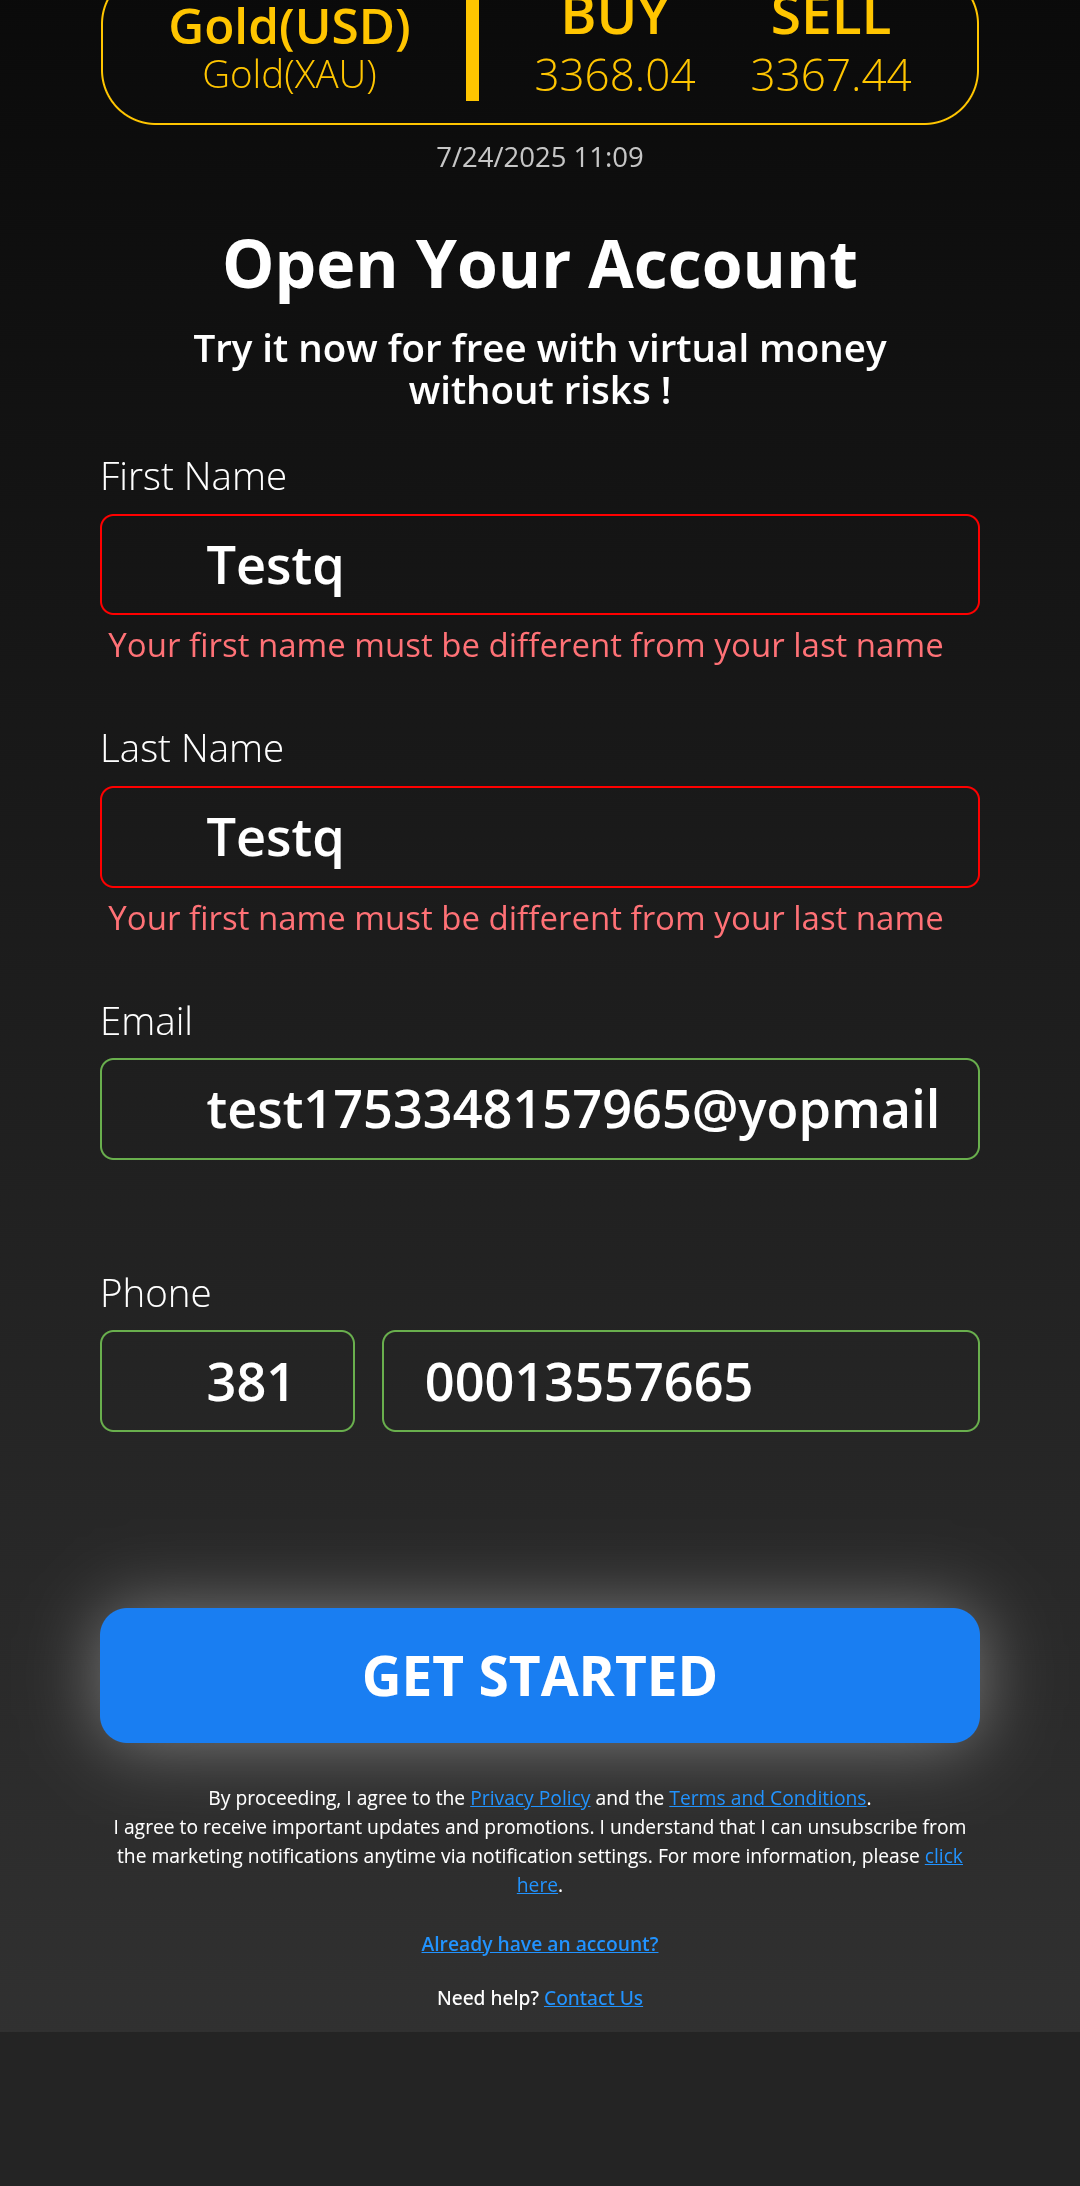 Gold(USD)
Gold(XAU)
BUY SELL
3368.04 3367.44
7/24/2025 11:09
Open Your Account
Try it now for free with virtual money
without risks !
First Name
Testq
Your first name must be different from your last name
Last Name
Testq
Your first name must be different from your last name
Email
test1753348157965@yopmail
Phone
381 00013557665
GET STARTED
By proceeding, I agree to the Privacy Policy and the Terms and Conditions.
I agree to receive important updates and promotions. I understand that I can unsubscribe from
the marketing notifications anytime via notification settings. For more information, please click
here.
Already have an account?
Need help? Contact Us